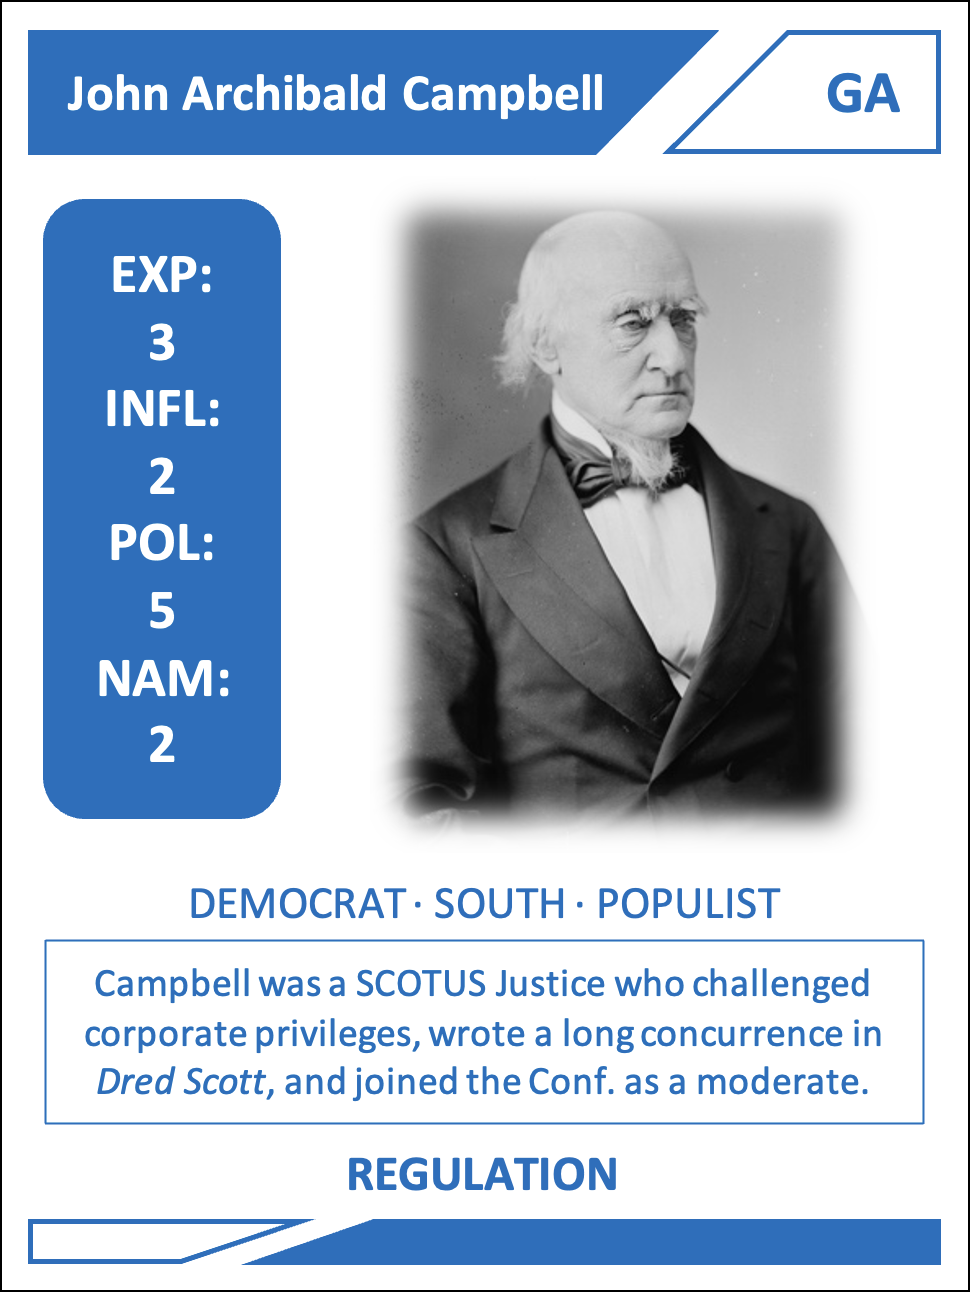 John Archibald Campbell
GA
EXP:
3
INFL:
2
POL:
5
NAM:
2
DEMOCRAT · SOUTH · POPULIST
Campbell was a SCOTUS Justice who challenged
corporate privileges, wrote a long concurrence in
Dred Scott, and joined the Conf. as a moderate.
REGULATION